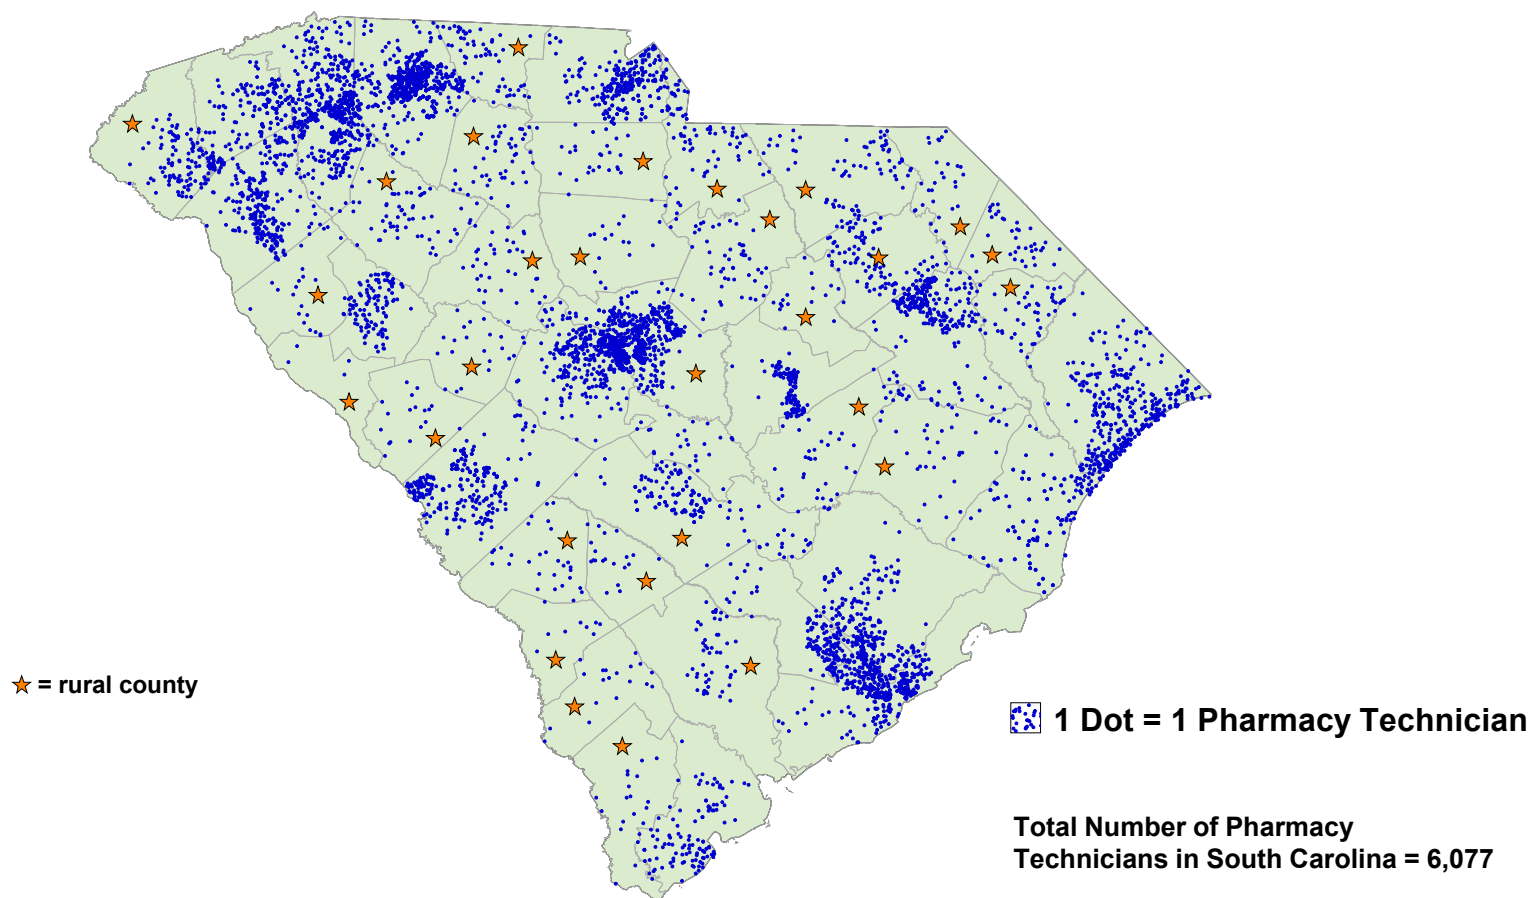 = rural county
1 Dot = 1 Pharmacy Technician
Total Number of Pharmacy
Technicians in South Carolina = 6,077